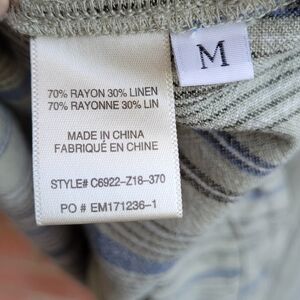 M
70% RAYON 30% LINEN
70% RAYONNE 30% LIN
MADE IN CHINA
FABRIQUÉ EN CHINE
STYLE# C6922-Z18-370
PO # EM171236-1